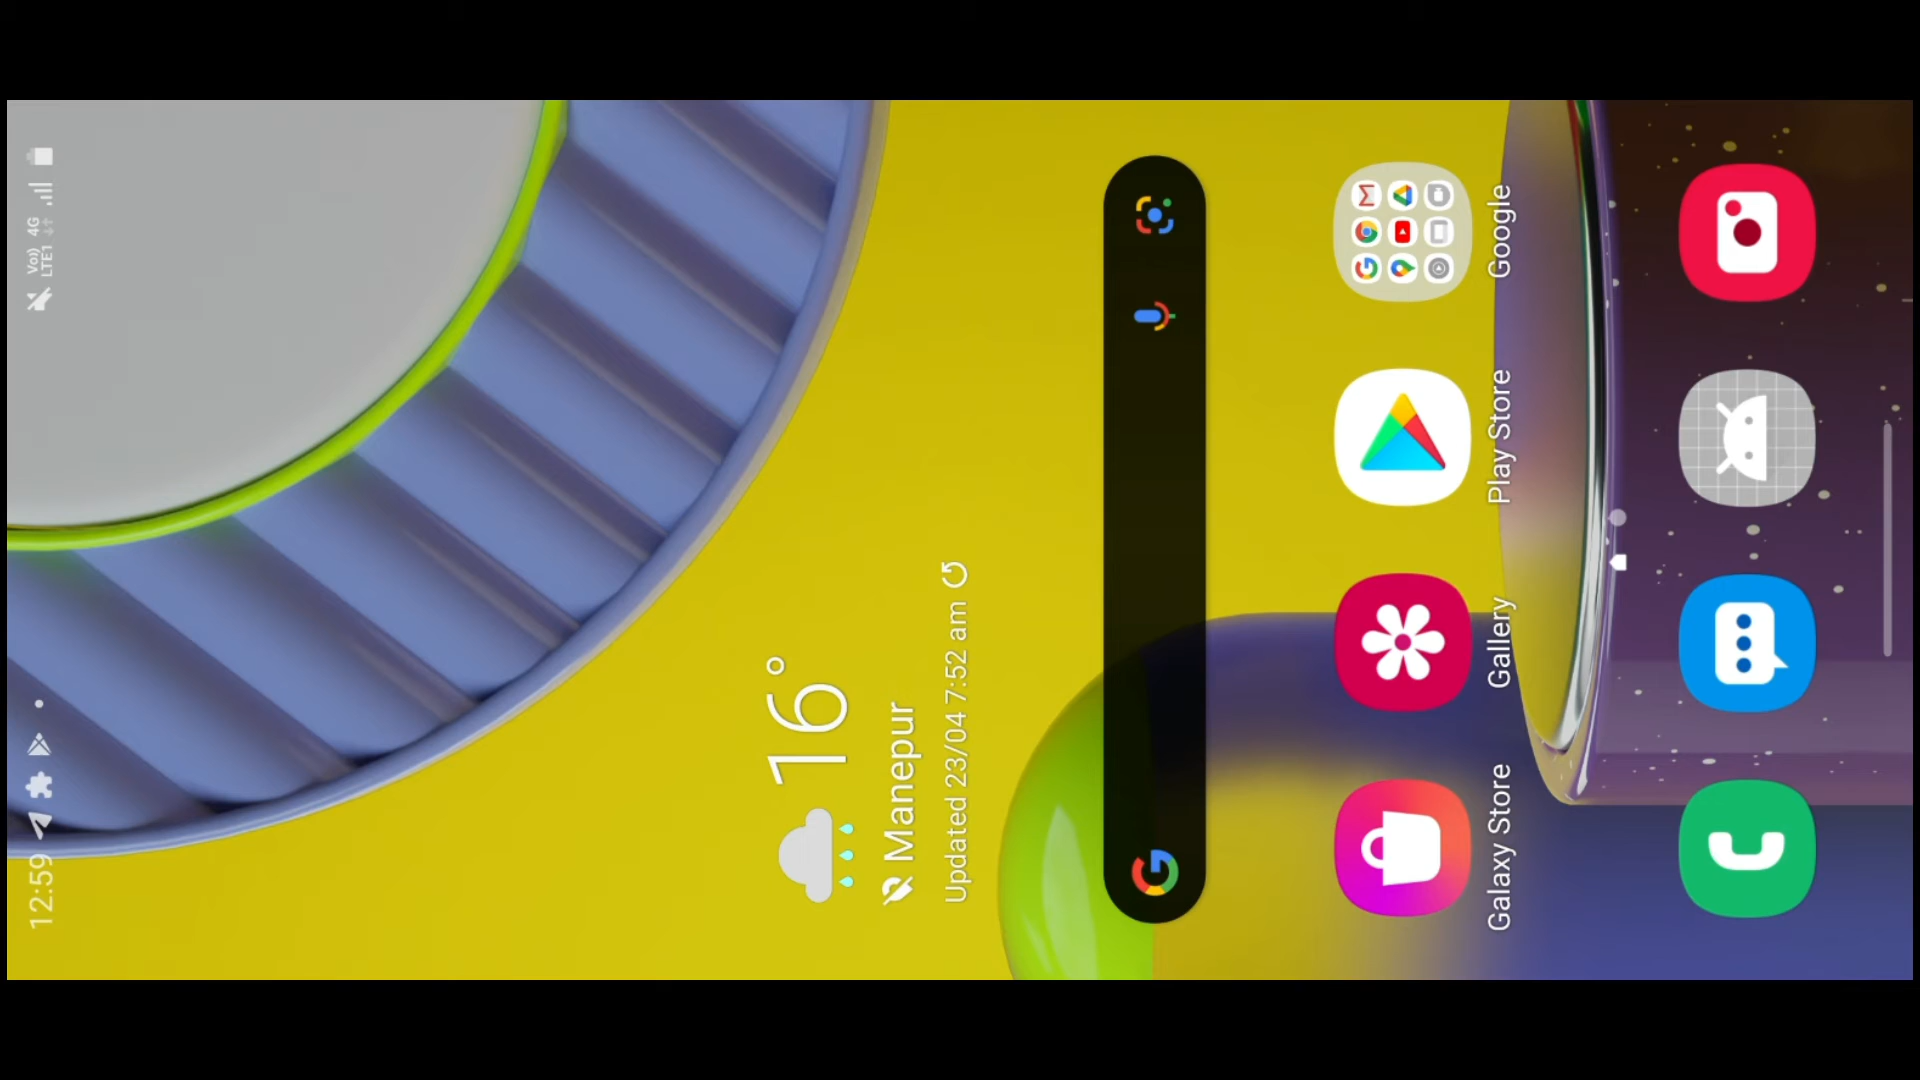 12:59
Vo)) 4G
LTE1
16°
Manepur
Updated 23/04 7:52 am
Galaxy Store
Gallery
Play Store
Google